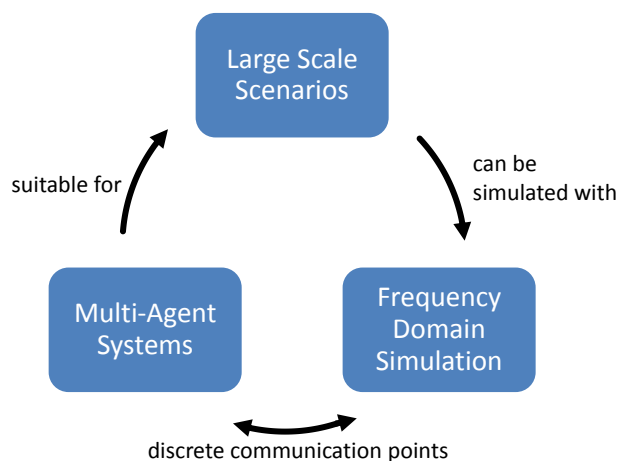 Large Scale
Scenarios
suitable for
can be
simulated with
Multi-Agent
Systems
Frequency
Domain
Simulation
discrete communication points